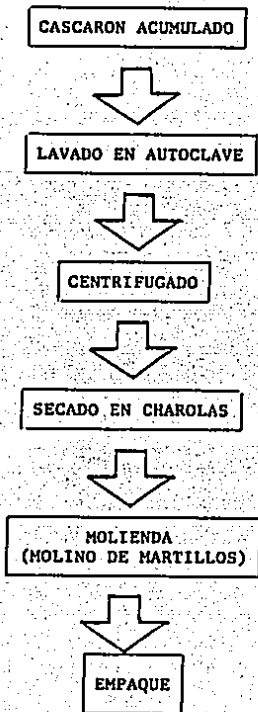 CASCARON ACUMULADO
LAVADO EN AUTOCLAVE
CENTRIFUGADO
SECADO EN CHAROLAS
MOLIENDA
(MOLINO DE MARTILLOS)
EMPAQUE